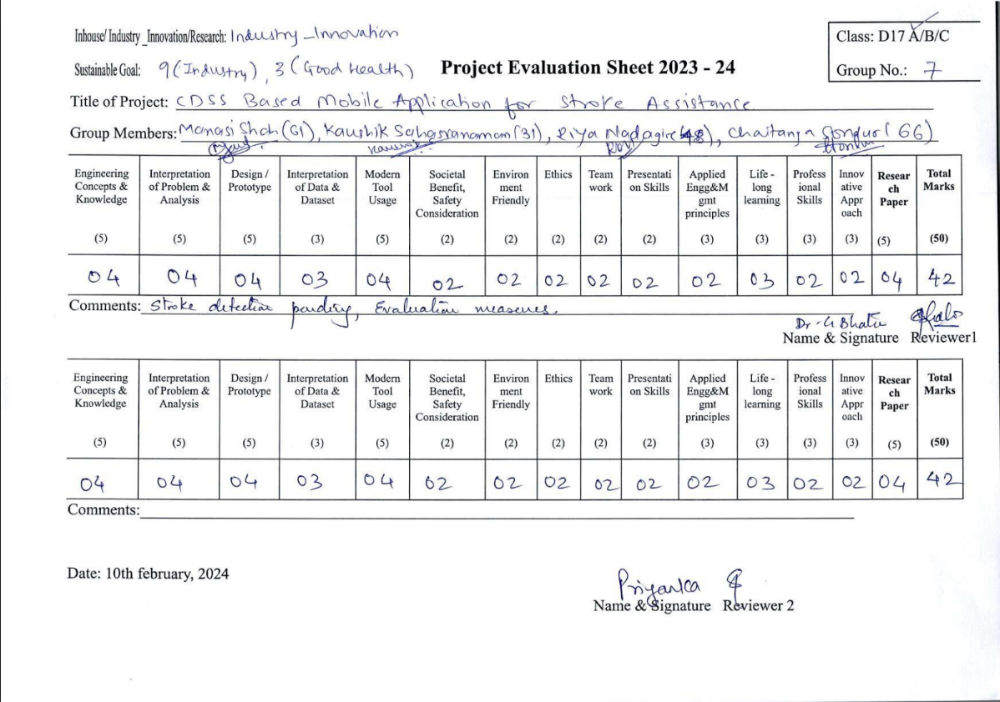 Inhouse/ Industry _Innovation/Research: Industry - Innovation
Class: D17 A/B/C
Sustainable Goal: 9 (Industry), 3 (Good Health)
Project Evaluation Sheet 2023 - 24
Group No.: 7
Title of Project: CDSS Based Mobile Application for Stroke Assistance
Group Members: Manasi Shah (61), Kaushik Sahasranaman (31), Riya Nadagire (48), Chaitanya (66)
Engineering Concepts & Knowledge (5) | Interpretation of Problem & Analysis (5) | Design / Prototype (5) | Interpretation of Data & Dataset (3) | Modern Tool Usage (5) | Societal Benefit, Safety Consideration (2) | Environ ment Friendly (2) | Ethics (2) | Team work (2) | Presentati on Skills (2) | Applied Engg&M gmt principles (3) | Life - long learning (3) | Profess ional Skills (3) | Innov ative Appr oach (3) | Resear ch Paper (5) | Total Marks (50)
04 | 04 | 04 | 03 | 04 | 02 | 02 | 02 | 02 | 02 | 02 | 03 | 02 | 02 | 04 | 42
Comments: Stroke detection pending, Evaluation measures.
Dr. G Bhatia
Name & Signature Reviewer1
Engineering Concepts & Knowledge (5) | Interpretation of Problem & Analysis (5) | Design / Prototype (5) | Interpretation of Data & Dataset (3) | Modern Tool Usage (5) | Societal Benefit, Safety Consideration (2) | Environ ment Friendly (2) | Ethics (2) | Team work (2) | Presentati on Skills (2) | Applied Engg&M gmt principles (3) | Life - long learning (3) | Profess ional Skills (3) | Innov ative Appr oach (3) | Resear ch Paper (5) | Total Marks (50)
04 | 04 | 04 | 03 | 04 | 02 | 02 | 02 | 02 | 02 | 02 | 03 | 02 | 02 | 04 | 42
Comments:
Date: 10th february, 2024
Priyanka
Name & Signature Reviewer 2